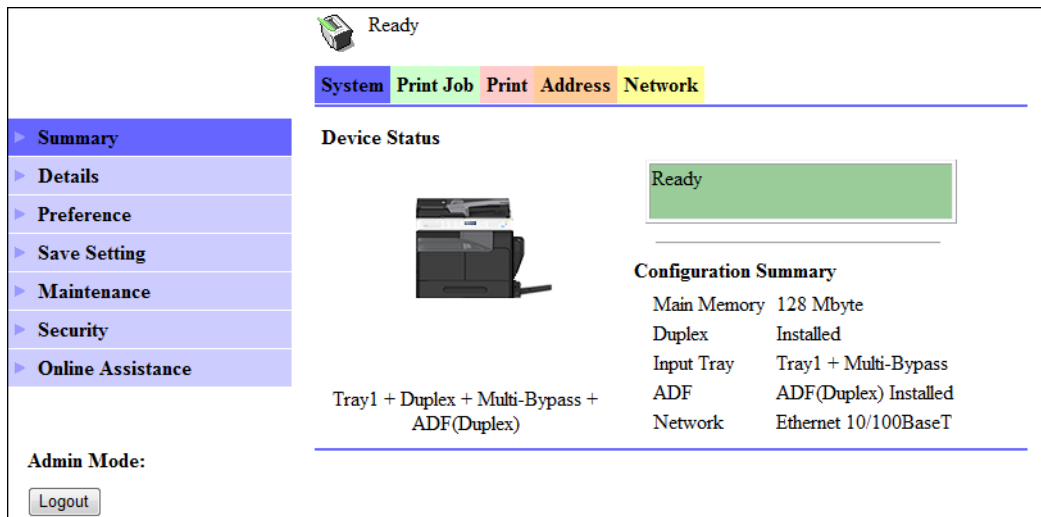 Ready
System Print Job Print Address Network
Summary
Details
Preference
Save Setting
Maintenance
Security
Online Assistance
Admin Mode:
Logout
Device Status
Tray1 + Duplex + Multi-Bypass +
ADF(Duplex)
Ready
Configuration Summary
Main Memory 128 Mbyte
Duplex Installed
Input Tray Tray1 + Multi-Bypass
ADF ADF(Duplex) Installed
Network Ethernet 10/100BaseT